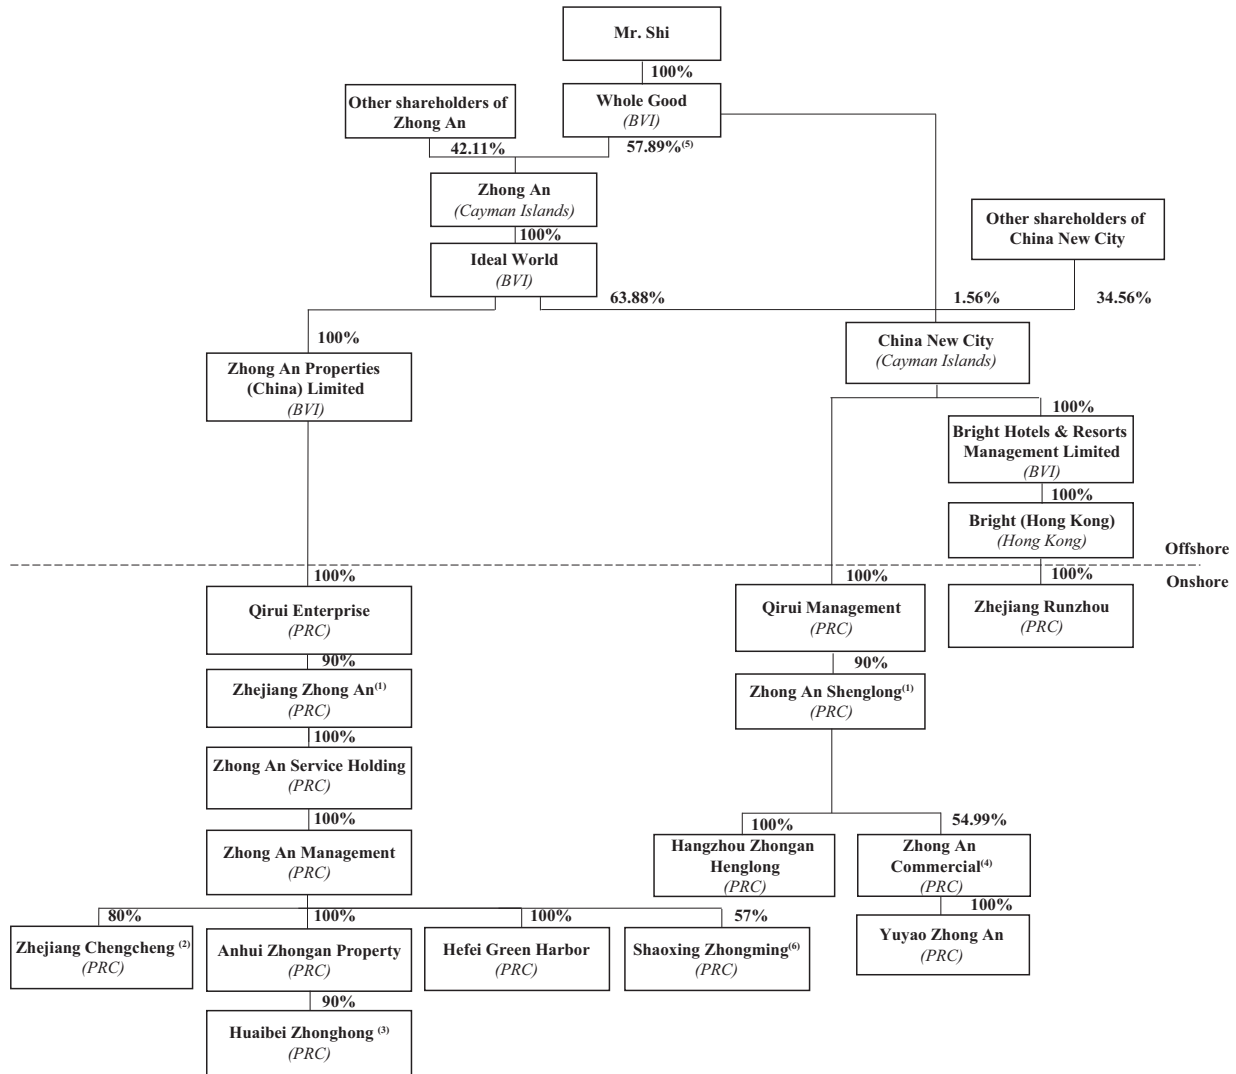 Mr. Shi
100%
Other shareholders of
Zhong An
Whole Good
(BVI)
42.11%
57.89%(5)
Zhong An
(Cayman Islands)
Other shareholders of
China New City
100%
Ideal World
(BVI)
63.88%
1.56%
34.56%
100%
China New City
(Cayman Islands)
Zhong An Properties
(China) Limited
(BVI)
100%
Bright Hotels & Resorts
Management Limited
(BVI)
100%
Bright (Hong Kong)
(Hong Kong)
Offshore
Onshore
100%
100%
100%
Qirui Enterprise
(PRC)
Qirui Management
(PRC)
Zhejiang Runzhou
(PRC)
90%
90%
Zhejiang Zhong An(1)
(PRC)
Zhong An Shenglong(1)
(PRC)
100%
Zhong An Service Holding
(PRC)
100%
100%
54.99%
Zhong An Management
(PRC)
Hangzhou Zhongan
Henglong
(PRC)
Zhong An
Commercial(4)
(PRC)
80%
100%
100%
57%
100%
Zhejiang Chengcheng (2)
(PRC)
Anhui Zhongan Property
(PRC)
Hefei Green Harbor
(PRC)
Shaoxing Zhongming(6)
(PRC)
Yuyao Zhong An
(PRC)
90%
Huaibei Zhonghong (3)
(PRC)